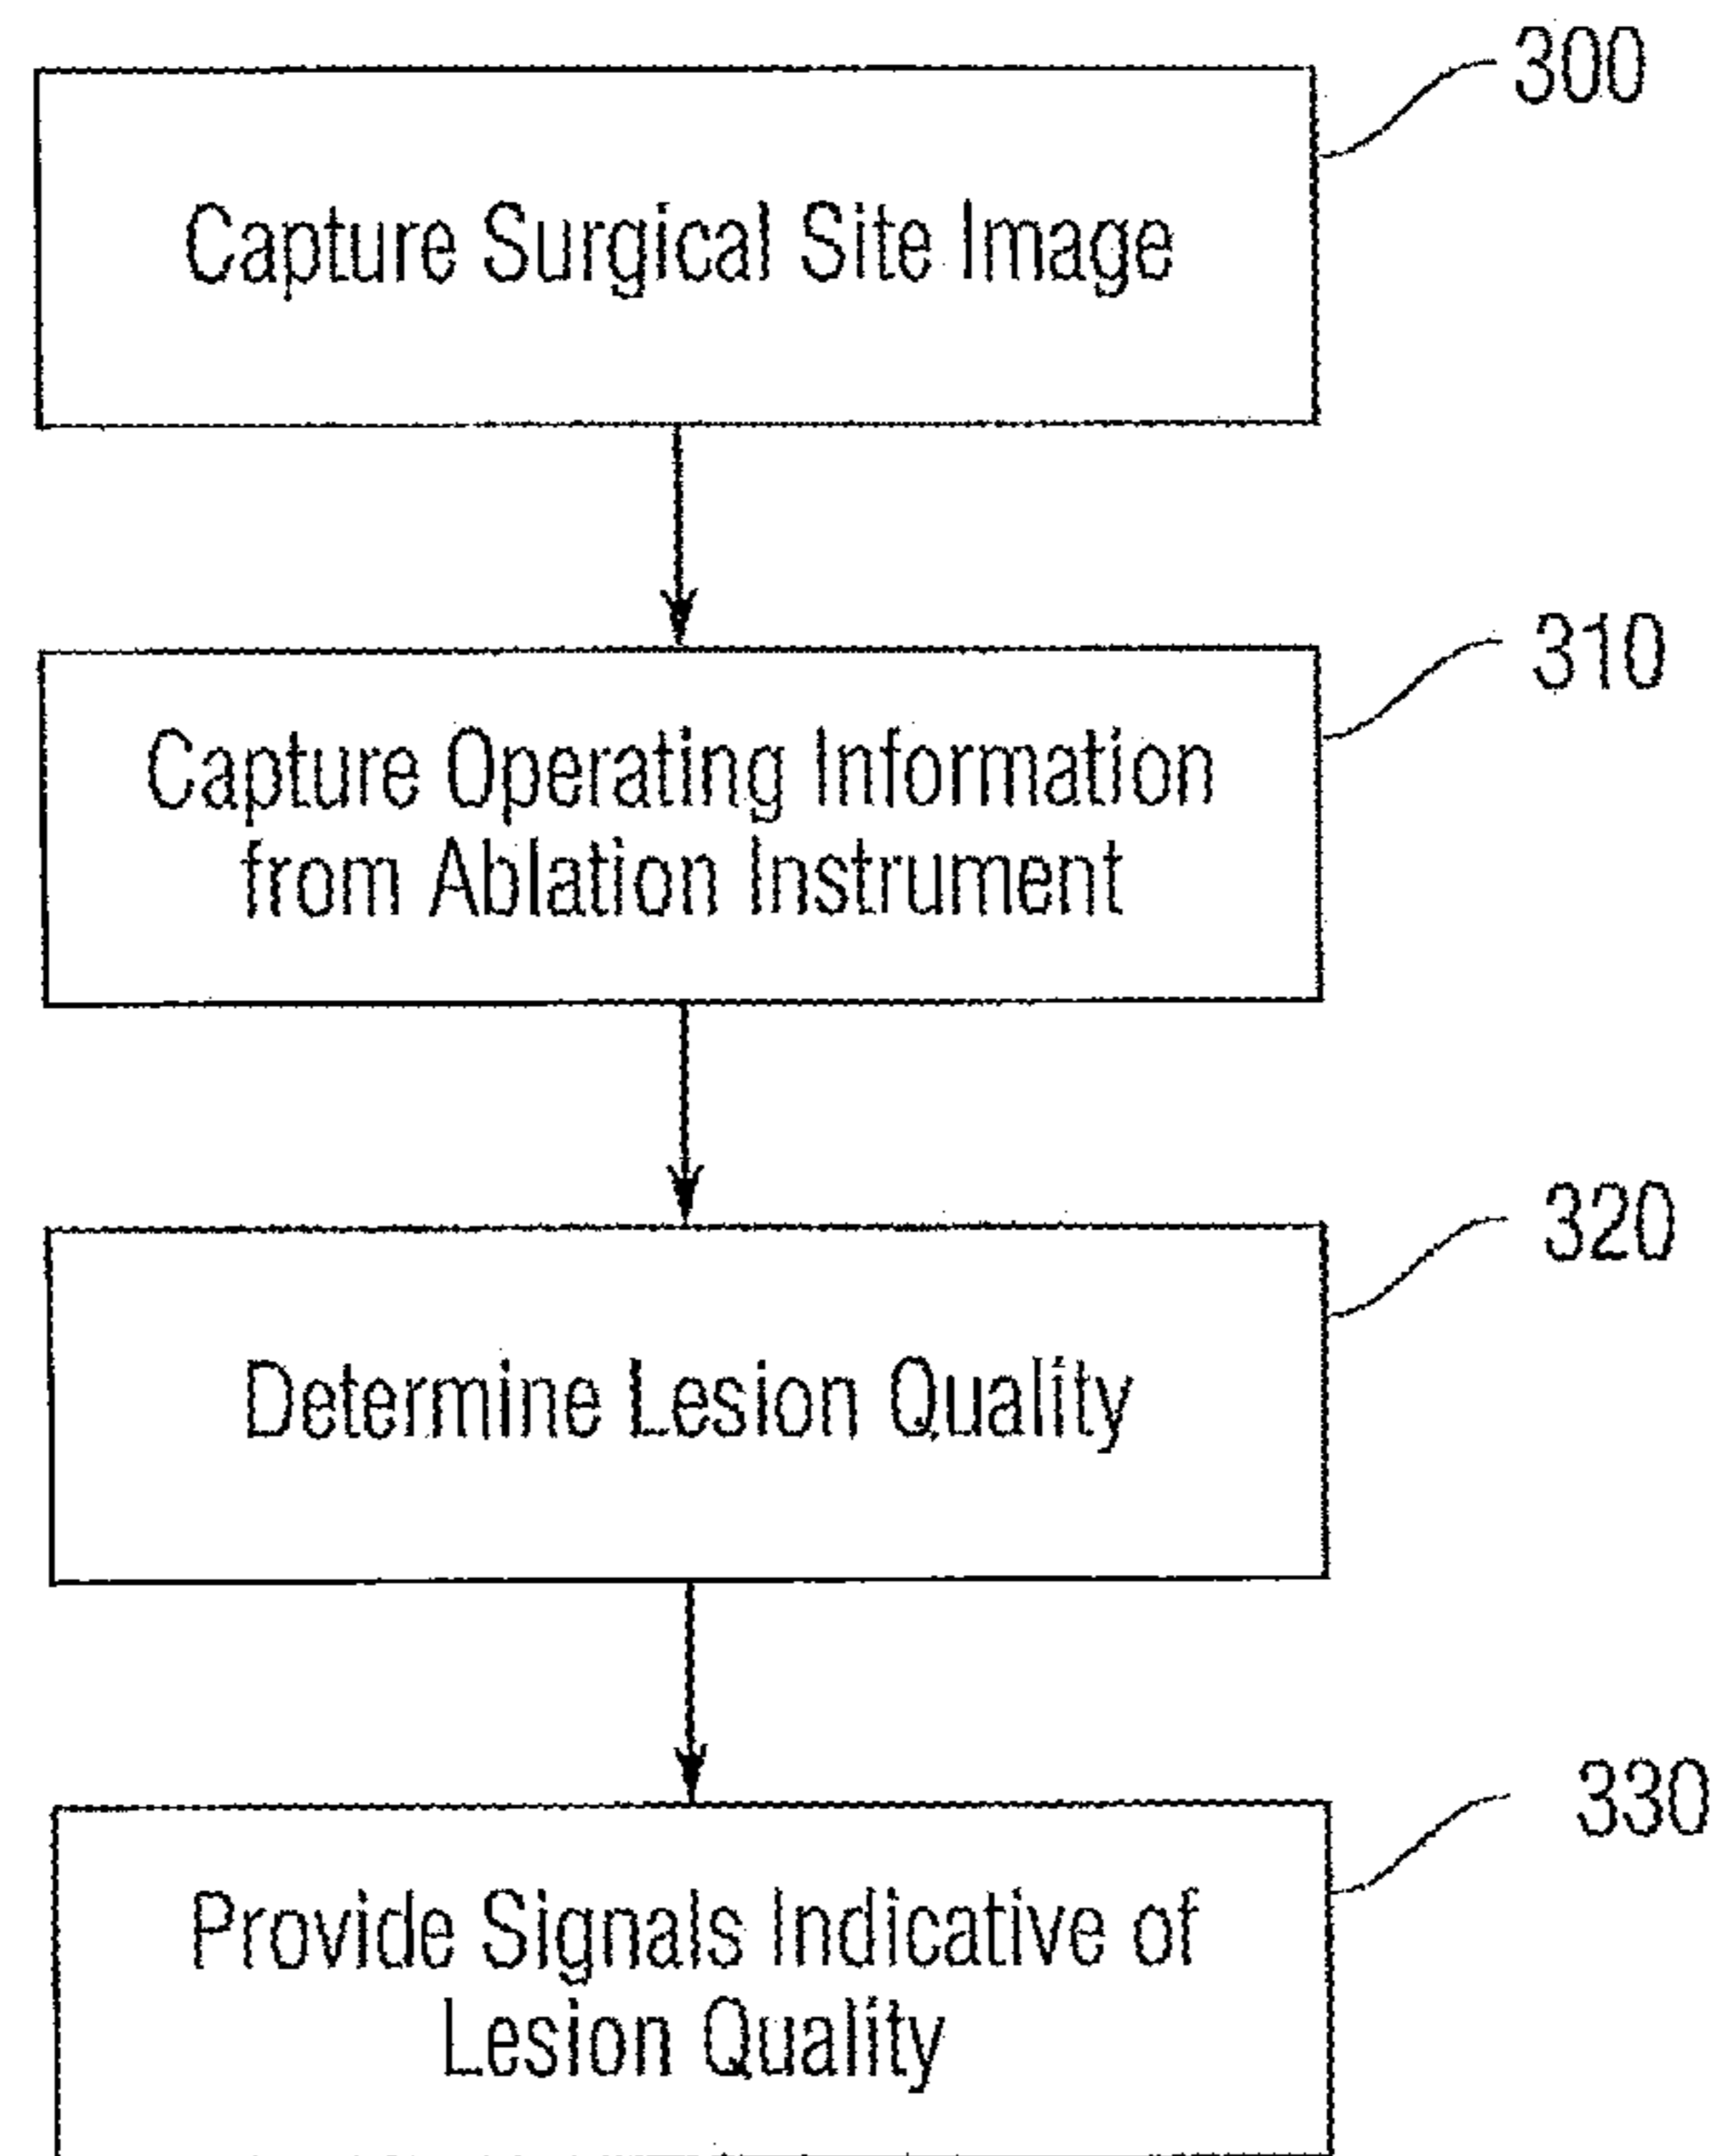 300
Capture Surgical Site Image
310
Capture Operating Information
from Ablation Instrument
320
Determine Lesion Quality
330
Provide Signals Indicative of
Lesion Quality